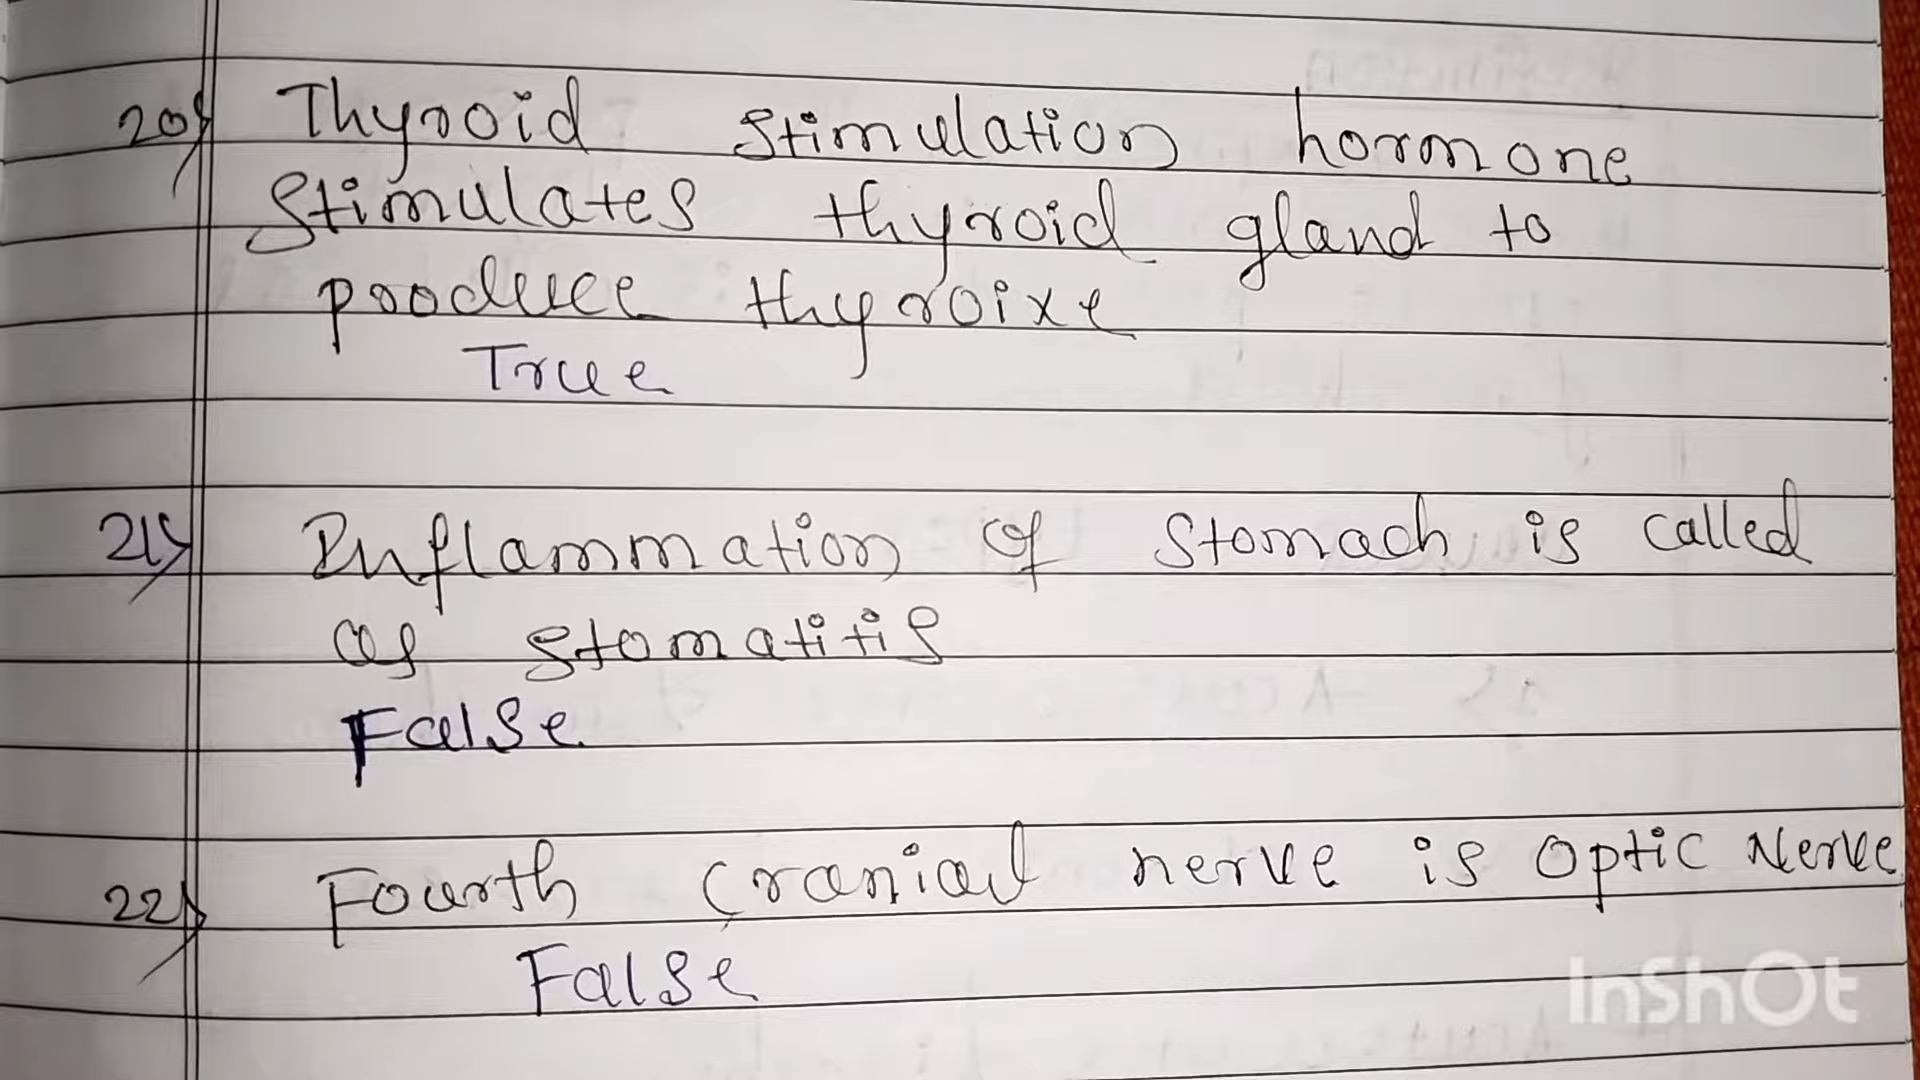 20) Thyroid stimulation hormone
stimulates thyroid gland to
produce thyroixe
True
21) Inflammation of stomach is called
as stomatitis
False
22) Fourth cranial nerve is optic Nerve
False
InShOt